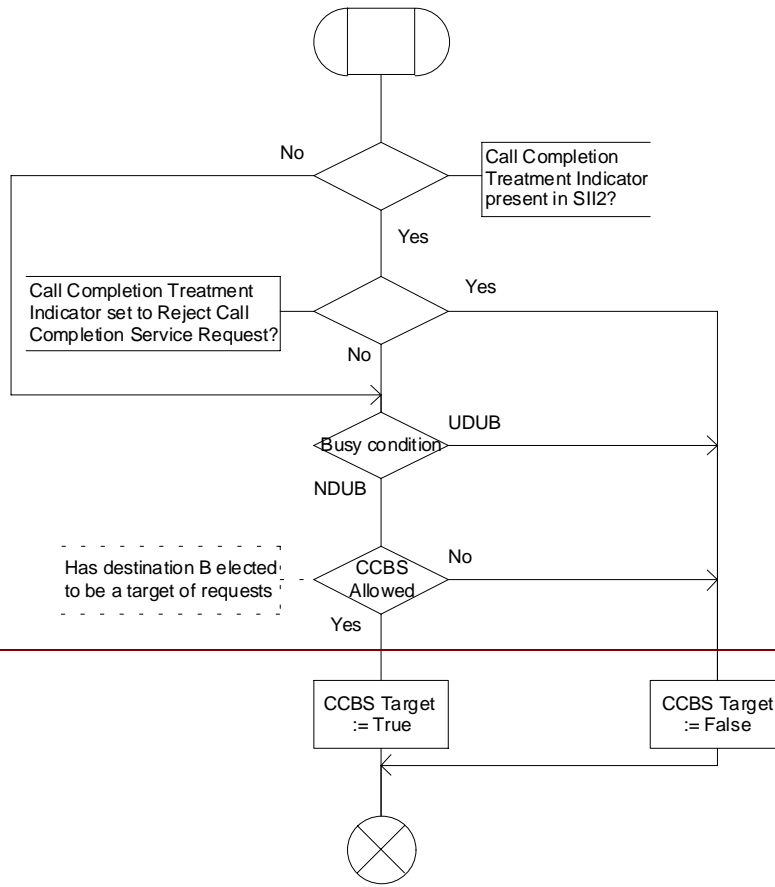 No
Call Completion
Treatment Indicator
present in SII2?
Yes
Call Completion Treatment
Indicator set to Reject Call
Completion Service Request?
Yes
No
Busy condition
UDUB
NDUB
Has destination B elected
to be a target of requests
CCBS
Allowed
No
Yes
CCBS Target
:= True
CCBS Target
:= False